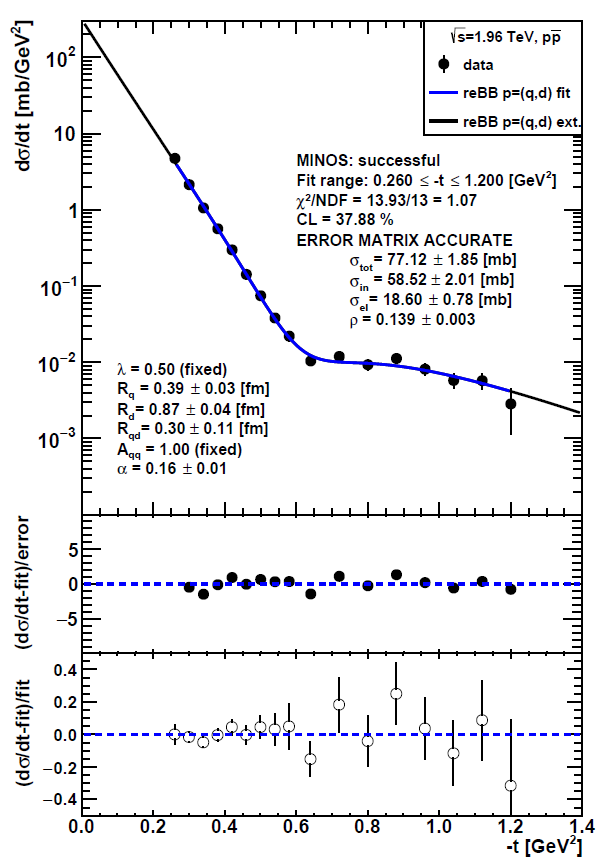 √s=1.96 TeV, pp̅
data
reBB p=(q,d) fit
reBB p=(q,d) ext.
MINOS: successful
Fit range: 0.260 ≤ -t ≤ 1.200 [GeV²]
χ²/NDF = 13.93/13 = 1.07
CL = 37.88 %
ERROR MATRIX ACCURATE
σtot = 77.12 ± 1.85 [mb]
σin = 58.52 ± 2.01 [mb]
σel = 18.60 ± 0.78 [mb]
ρ = 0.139 ± 0.003
λ = 0.50 (fixed)
Rq = 0.39 ± 0.03 [fm]
Rd = 0.87 ± 0.04 [fm]
Rqd = 0.30 ± 0.11 [fm]
Aqq = 1.00 (fixed)
α = 0.16 ± 0.01
dσ/dt [mb/GeV²]
10²
10
1
10⁻¹
10⁻²
10⁻³
(dσ/dt-fit)/error
5
0
−5
(dσ/dt-fit)/fit
0.4
0.2
0.0
−0.2
−0.4
0.0 0.2 0.4 0.6 0.8 1.0 1.2 1.4
-t [GeV²]